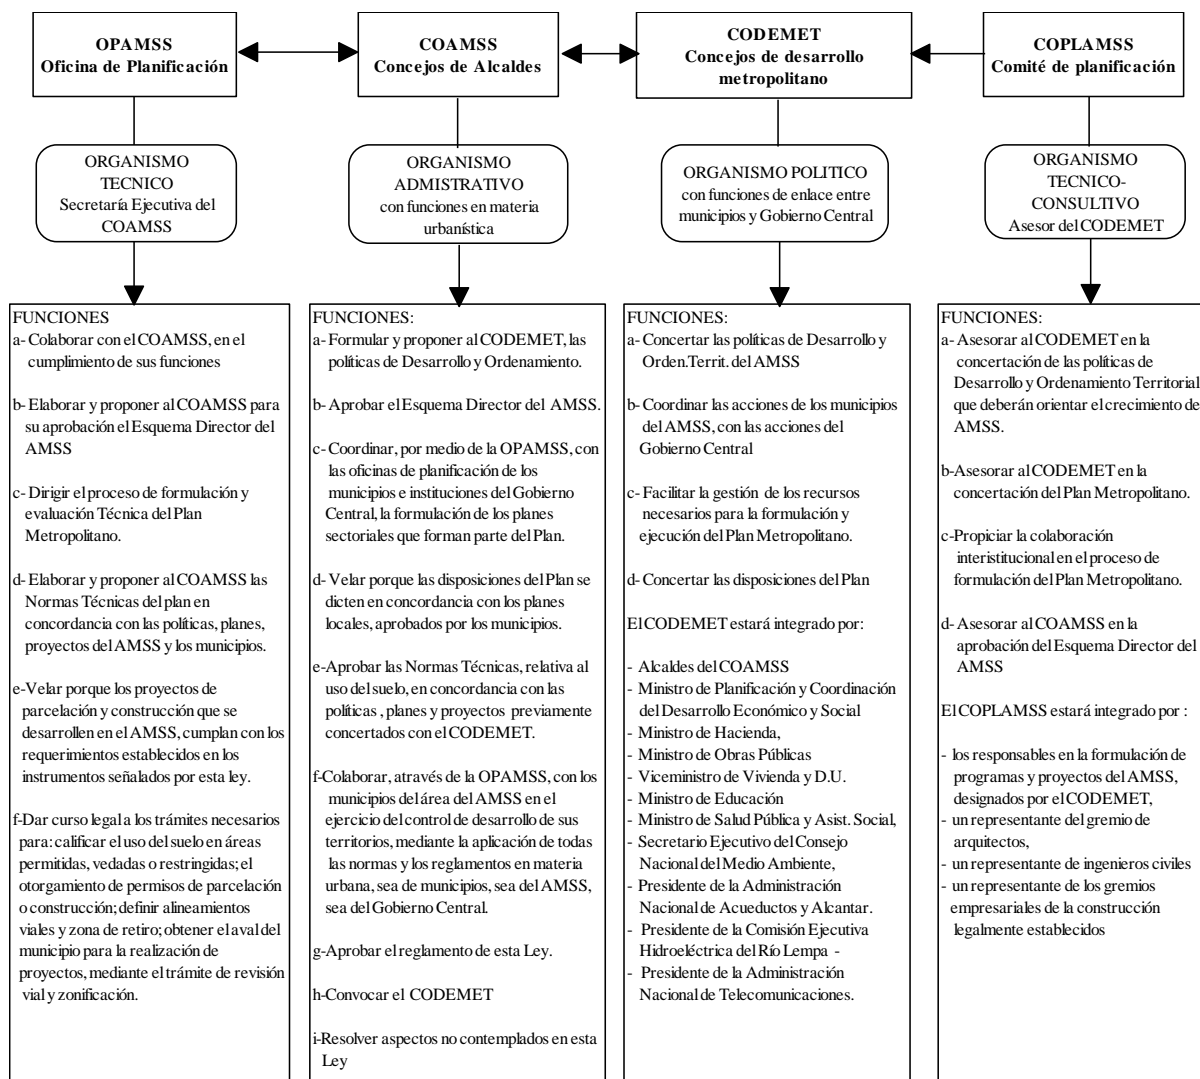 OPAMSS
Oficina de Planificación
COAMSS
Concejos de Alcaldes
CODEMET
Concejos de desarrollo
metropolitano
COPLAMSS
Comité de planificación
ORGANISMO
TECNICO
Secretaría Ejecutiva del
COAMSS
ORGANISMO
ADMISTRATIVO
con funciones en materia
urbanística
ORGANISMO POLITICO
con funciones de enlace entre
municipios y Gobierno Central
ORGANISMO
TECNICO-
CONSULTIVO
Asesor del CODEMET
FUNCIONES
a- Colaborar con el COAMSS, en el
cumplimiento de sus funciones
b- Elaborar y proponer al COAMSS para
su aprobación el Esquema Director del
AMSS
c- Dirigir el proceso de formulación y
evaluación Técnica del Plan
Metropolitano.
d- Elaborar y proponer al COAMSS las
Normas Técnicas del plan en
concordancia con las políticas, planes,
proyectos del AMSS y los municipios.
e-Velar porque los proyectos de
parcelación y construcción que se
desarrollen en el AMSS, cumplan con los
requerimientos establecidos en los
instrumentos señalados por esta ley.
f-Dar curso legal a los trámites necesarios
para: calificar el uso del suelo en áreas
permitidas, vedadas o restringidas; el
otorgamiento de permisos de parcelación
o construcción; definir alineamientos
viales y zona de retiro; obtener el aval del
municipio para la realización de
proyectos, mediante el trámite de revisión
vial y zonificación.
FUNCIONES:
a- Formular y proponer al CODEMET, las
políticas de Desarrollo y Ordenamiento.
b- Aprobar el Esquema Director del AMSS.
c- Coordinar, por medio de la OPAMSS, con
las oficinas de planificación de los
municipios e instituciones del Gobierno
Central, la formulación de los planes
sectoriales que forman parte del Plan.
d- Velar porque las disposiciones del Plan se
dicten en concordancia con los planes
locales, aprobados por los municipios.
e-Aprobar las Normas Técnicas, relativa al
uso del suelo, en concordancia con las
políticas , planes y proyectos previamente
concertados con el CODEMET.
f-Colaborar, através de la OPAMSS, con los
municipios del área del AMSS en el
ejercicio del control de desarrollo de sus
territorios, mediante la aplicación de todas
las normas y los reglamentos en materia
urbana, sea de municipios, sea del AMSS,
sea del Gobierno Central.
g-Aprobar el reglamento de esta Ley.
h-Convocar el CODEMET
i-Resolver aspectos no contemplados en esta
Ley
FUNCIONES:
a- Concertar las políticas de Desarrollo y
Orden.Territ. del AMSS
b- Coordinar las acciones de los municipios
del AMSS, con las acciones del
Gobierno Central
c- Facilitar la gestión de los recursos
necesarios para la formulación y
ejecución del Plan Metropolitano.
d- Concertar las disposiciones del Plan
El CODEMET estará integrado por:
- Alcaldes del COAMSS
- Ministro de Planificación y Coordinación
del Desarrollo Económico y Social
- Ministro de Hacienda,
- Ministro de Obras Públicas
- Viceministro de Vivienda y D.U.
- Ministro de Educación
- Ministro de Salud Pública y Asist. Social,
- Secretario Ejecutivo del Consejo
Nacional del Medio Ambiente,
- Presidente de la Administración
Nacional de Acueductos y Alcantar.
- Presidente de la Comisión Ejecutiva
Hidroeléctrica del Río Lempa -
- Presidente de la Administración
Nacional de Telecomunicaciones.
FUNCIONES:
a- Asesorar al CODEMET en la
concertación de las políticas de
Desarrollo y Ordenamiento Territorial
que deberán orientar el crecimiento de
AMSS.
b-Asesorar al CODEMET en la
concertación del Plan Metropolitano.
c-Propiciar la colaboración
interistitucional en el proceso de
formulación del Plan Metropolitano.
d- Asesorar al COAMSS en la
aprobación del Esquema Director del
AMSS
El COPLAMSS estará integrado por :
- los responsables en la formulación de
programas y proyectos del AMSS,
designados por el CODEMET,
- un representante del gremio de
arquitectos,
- un representante de ingenieros civiles
- un representante de los gremios
empresariales de la construcción
legalmente establecidos